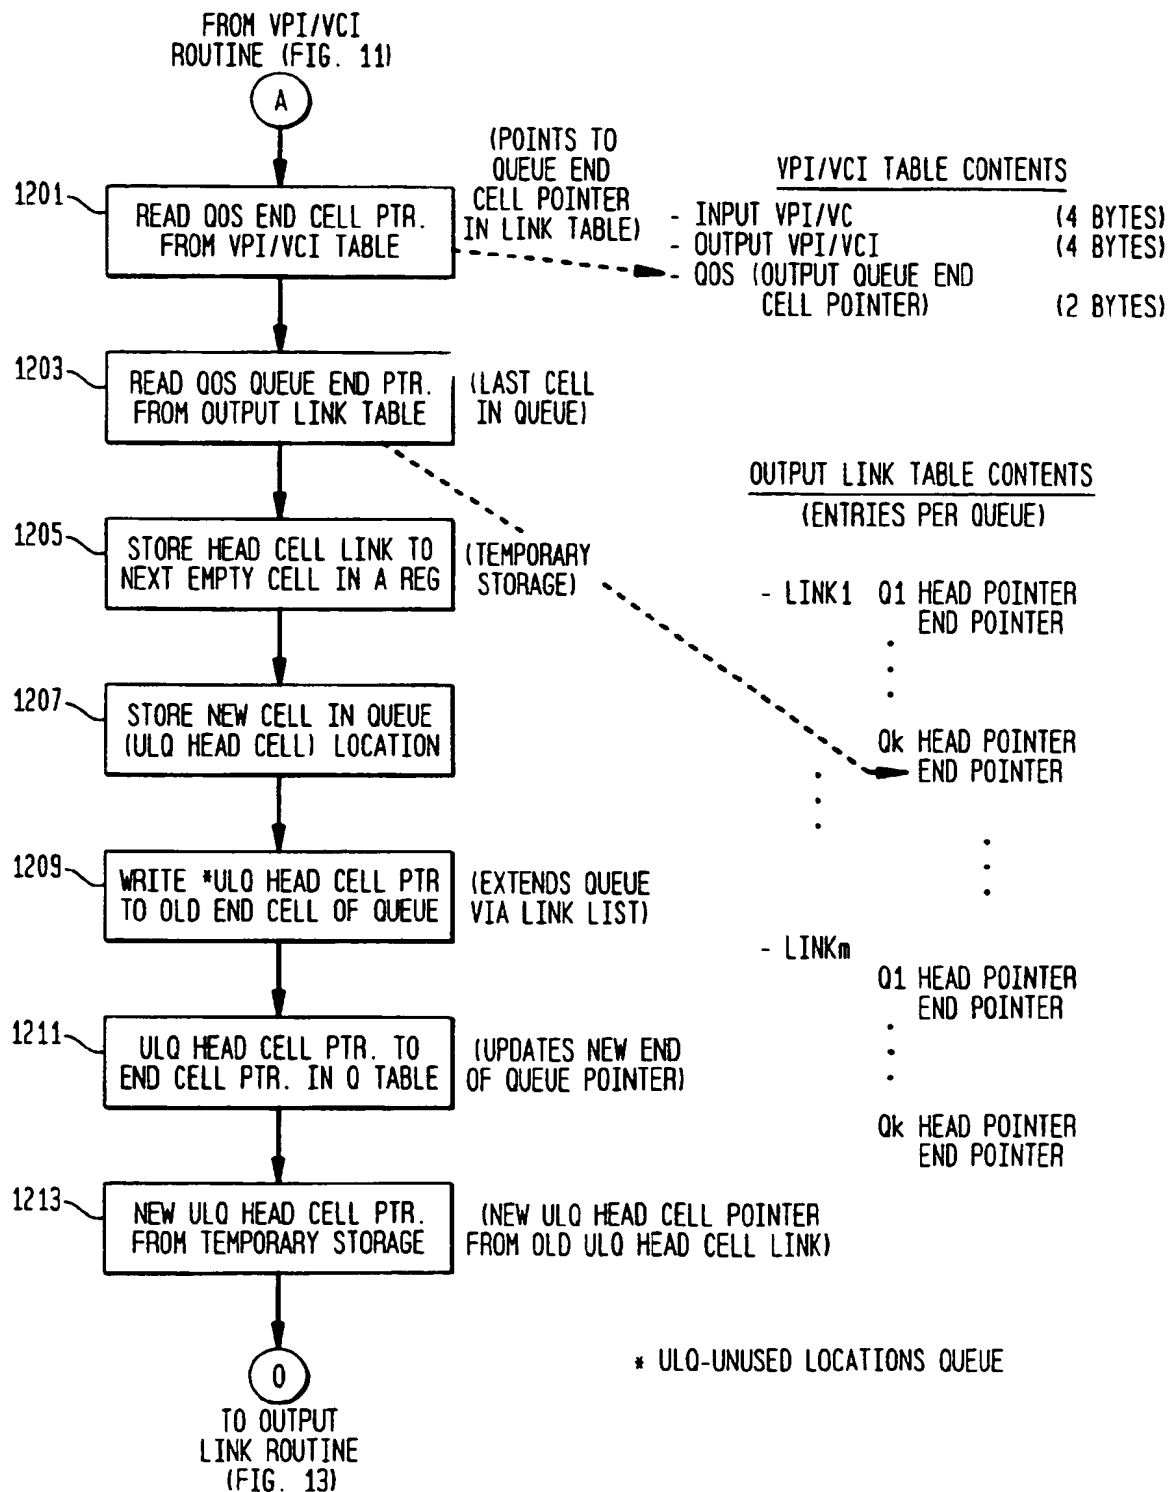 FROM VPI/VCI
ROUTINE (FIG. 11)
A
1201
READ QOS END CELL PTR.
FROM VPI/VCI TABLE
(POINTS TO
QUEUE END
CELL POINTER
IN LINK TABLE)
VPI/VCI TABLE CONTENTS
- INPUT VPI/VC (4 BYTES)
- OUTPUT VPI/VCI (4 BYTES)
- QOS (OUTPUT QUEUE END
CELL POINTER) (2 BYTES)
1203
READ QOS QUEUE END PTR.
FROM OUTPUT LINK TABLE
(LAST CELL
IN QUEUE)
OUTPUT LINK TABLE CONTENTS
(ENTRIES PER QUEUE)
1205
STORE HEAD CELL LINK TO
NEXT EMPTY CELL IN A REG
(TEMPORARY
STORAGE)
- LINK1 Q1 HEAD POINTER
END POINTER
1207
STORE NEW CELL IN QUEUE
(ULQ HEAD CELL) LOCATION
Qk HEAD POINTER
END POINTER
1209
WRITE *ULQ HEAD CELL PTR
TO OLD END CELL OF QUEUE
(EXTENDS QUEUE
VIA LINK LIST)
- LINKm
Q1 HEAD POINTER
END POINTER
1211
ULQ HEAD CELL PTR. TO
END CELL PTR. IN Q TABLE
(UPDATES NEW END
OF QUEUE POINTER)
Qk HEAD POINTER
END POINTER
1213
NEW ULQ HEAD CELL PTR.
FROM TEMPORARY STORAGE
(NEW ULQ HEAD CELL POINTER
FROM OLD ULQ HEAD CELL LINK)
* ULQ-UNUSED LOCATIONS QUEUE
O
TO OUTPUT
LINK ROUTINE
(FIG. 13)